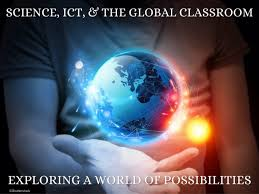 SCIENCE, ICT, & THE GLOBAL CLASSROOM
EXPLORING A WORLD OF POSSIBILITIES